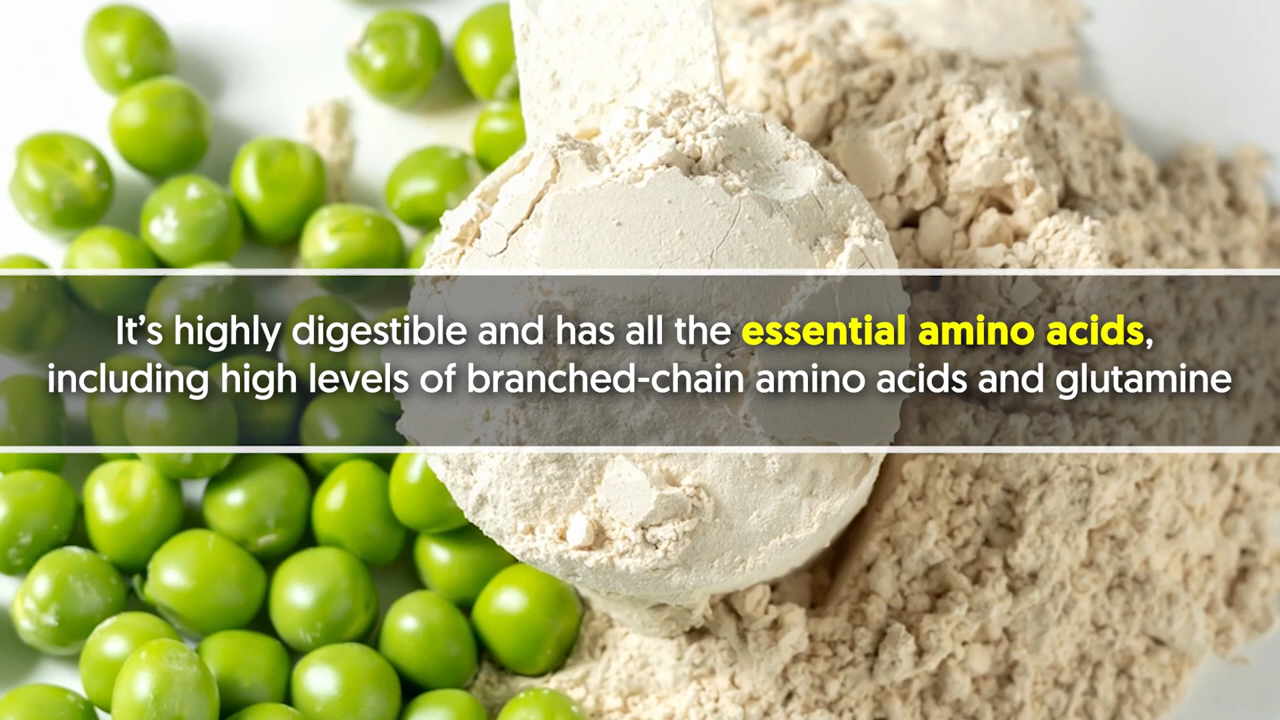 It’s highly digestible and has all the essential amino acids,
including high levels of branched-chain amino acids and glutamine